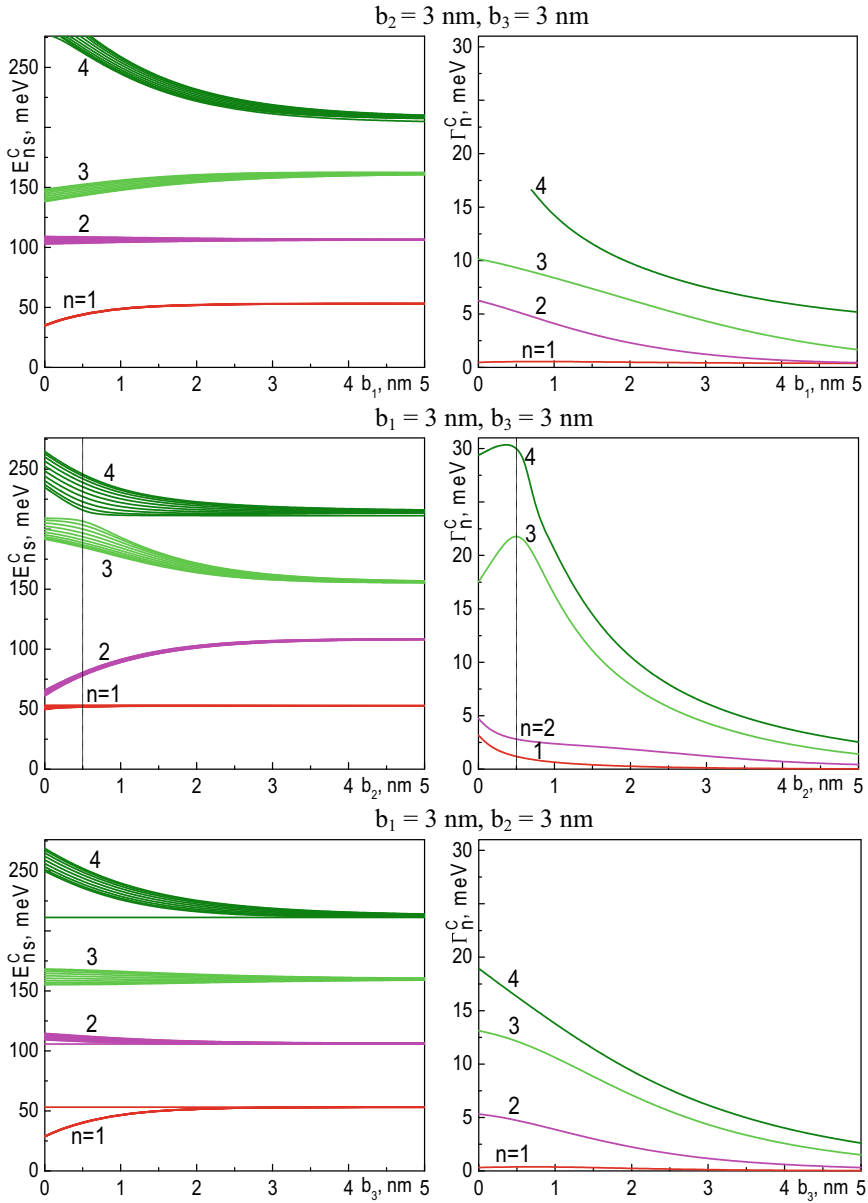 b₂ = 3 nm, b₃ = 3 nm
E^C_ns, meV
250
200
150
100
50
0
4
3
2
n=1
0 1 2 3 4 b₁, nm 5
Γ^C_n, meV
30
25
20
15
10
5
0
4
3
2
n=1
0 1 2 3 4 b₁, nm 5
b₁ = 3 nm, b₃ = 3 nm
E^C_ns, meV
250
200
150
100
50
0
4
3
2
n=1
0 1 2 3 4 b₂, nm 5
Γ^C_n, meV
30
25
20
15
10
5
0
4
3
n=2
1
0 1 2 3 4 b₂, nm 5
b₁ = 3 nm, b₂ = 3 nm
E^C_ns, meV
250
200
150
100
50
0
4
3
2
n=1
0 1 2 3 4 b₃, nm 5
Γ^C_n, meV
30
25
20
15
10
5
0
4
3
2
n=1
0 1 2 3 4 b₃, nm 5